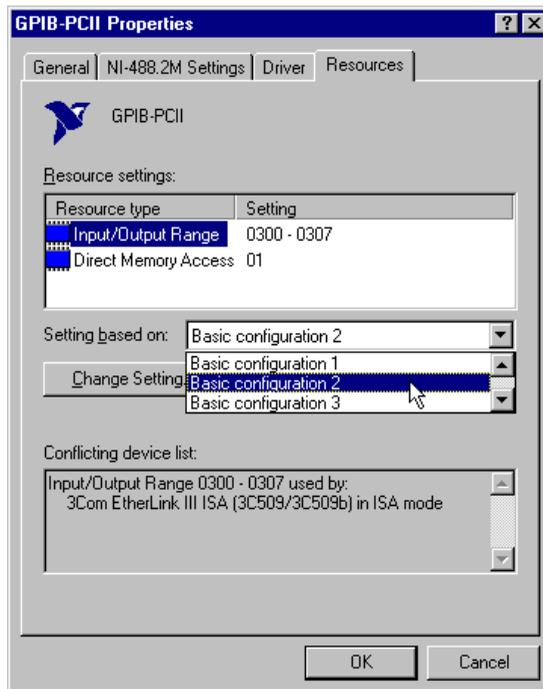 GPIB-PCII Properties
General NI-488.2M Settings Driver Resources
GPIB-PCII
Resource settings:
Resource type Setting
Input/Output Range 0300 - 0307
Direct Memory Access 01
Setting based on: Basic configuration 2
Basic configuration 1
Change Setting Basic configuration 2
Basic configuration 3
Conflicting device list:
Input/Output Range 0300 - 0307 used by:
3Com EtherLink III ISA (3C509/3C509b) in ISA mode
OK Cancel